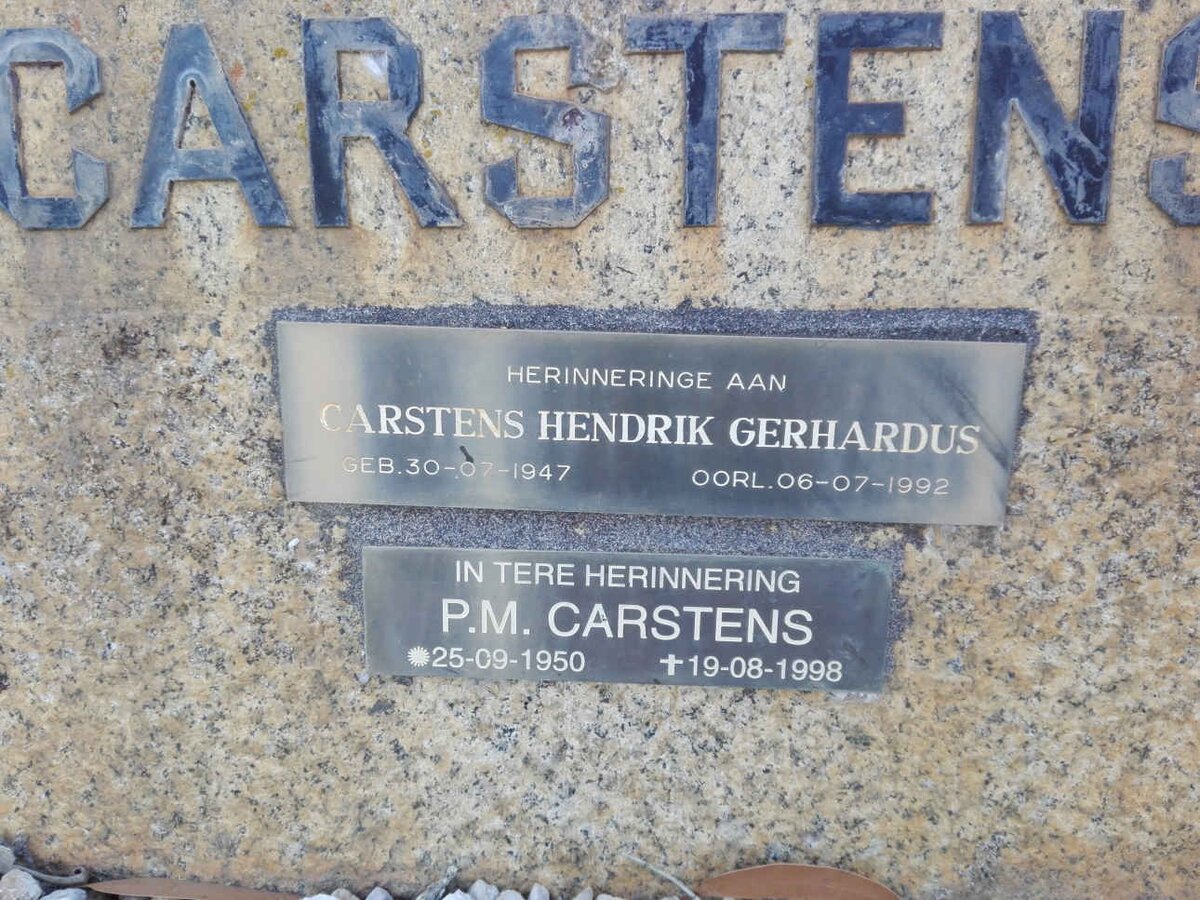 CARSTENS
HERINNERINGE AAN
CARSTENS HENDRIK GERHARDUS
GEB.30-07-1947 OORL.06-07-1992
IN TERE HERINNERING
P.M. CARSTENS
✹25-09-1950 ✝19-08-1998